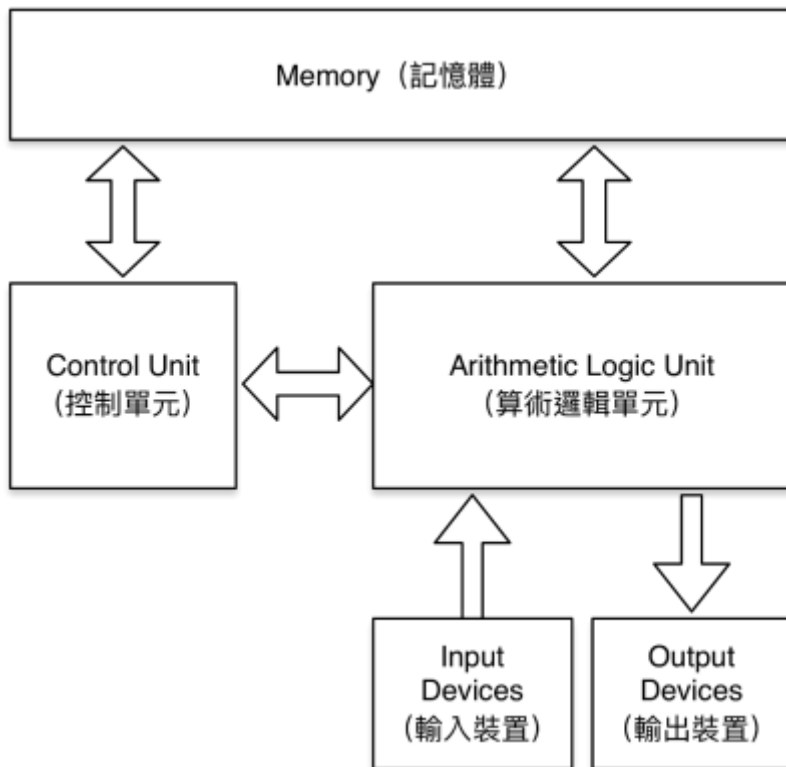 Memory（記憶體）
Control Unit
（控制單元）
Arithmetic Logic Unit
（算術邏輯單元）
Input
Devices
（輸入裝置）
Output
Devices
（輸出裝置）